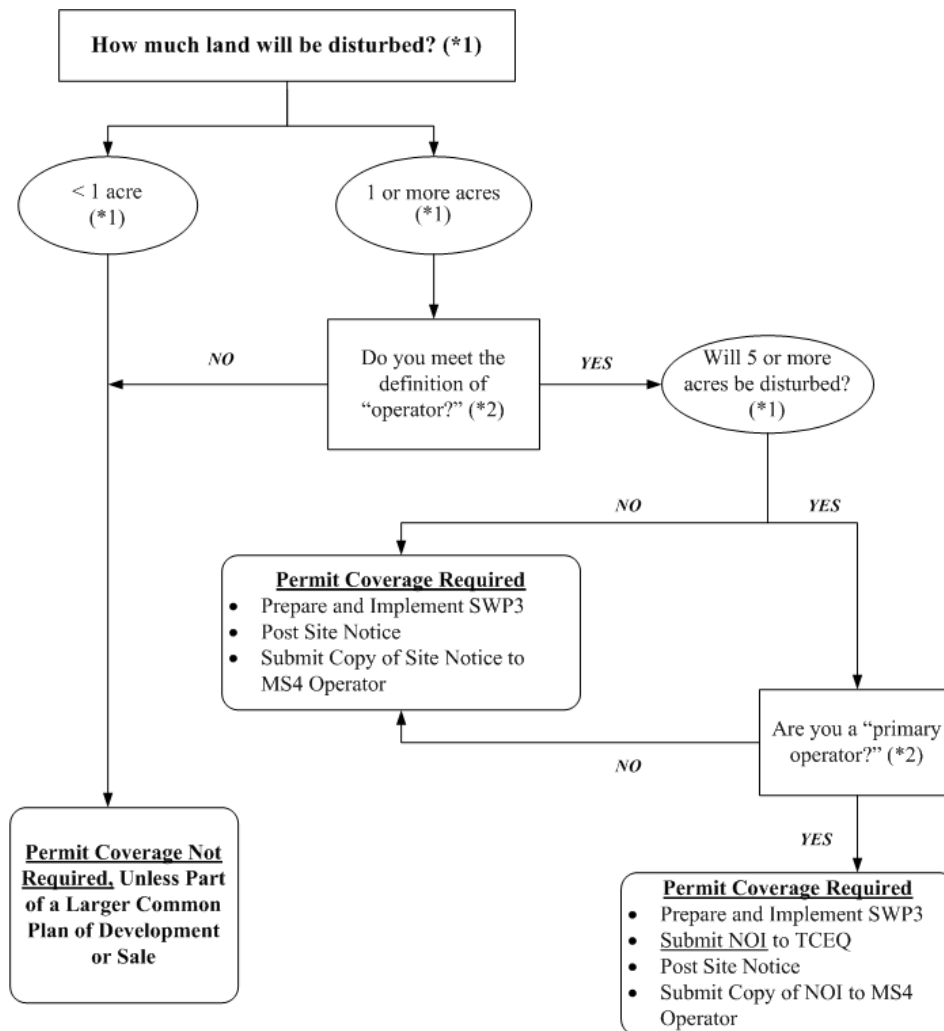 How much land will be disturbed? (*1)
< 1 acre
(*1)
1 or more acres
(*1)
NO
Do you meet the
definition of
“operator?” (*2)
YES
Will 5 or more
acres be disturbed?
(*1)
NO
YES
Permit Coverage Required
• Prepare and Implement SWP3
• Post Site Notice
• Submit Copy of Site Notice to
MS4 Operator
Are you a “primary
operator?” (*2)
NO
YES
Permit Coverage Not
Required, Unless Part
of a Larger Common
Plan of Development
or Sale
Permit Coverage Required
• Prepare and Implement SWP3
• Submit NOI to TCEQ
• Post Site Notice
• Submit Copy of NOI to MS4
Operator